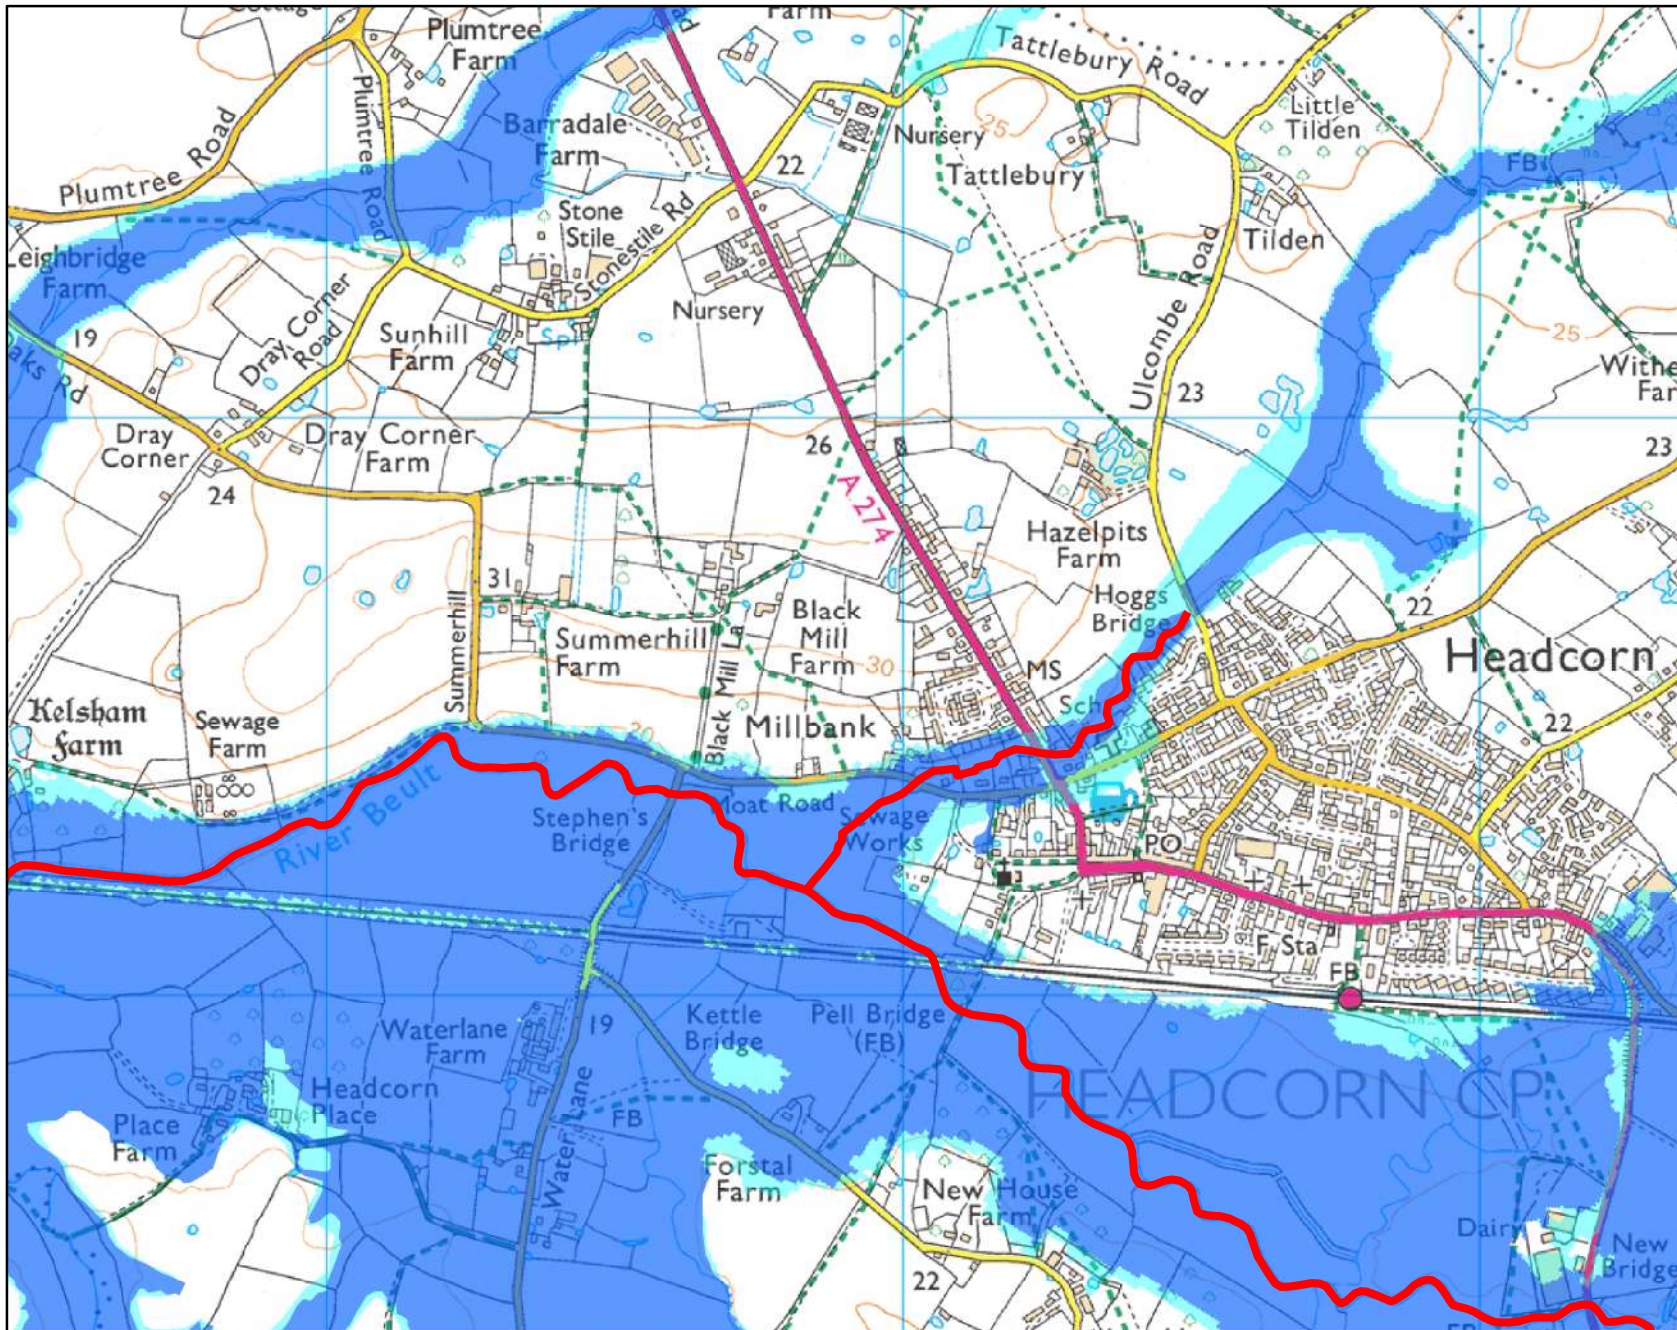 Plumtree
Farm
Farm
Tattlebury Road
Plumtree Road
Plumtree Road
Barradale
Farm
22
Nursery
25
Little
Tilden
Tattlebury
FB
Stone
Stile
Stonestile Rd
Tilden
Leighbridge
Farm
Nursery
Ulcombe Road
19
Dray Corner
Road
Sunhill
Farm
Spr
25
23
Dray
Corner
Dray Corner
Farm
26
23
24
A 274
Hazelpits
Farm
31
Hoggs
Bridge
22
Summerhill
Summerhill
Farm
Black Mill La
Black
Mill
Farm
30
MS
Headcorn
Kelsham
Farm
Sewage
Farm
20
Millbank
Sch
22
River Beult
Moat Road
Stephen's
Bridge
Sewage
Works
PO
F Sta
FB
Waterlane
Farm
19
Kettle
Bridge
Pell Bridge
(FB)
HEADCORN CP
Headcorn
Place
Place
Farm
FB
Water Lane
Forstal
Farm
New House
Farm
Dairy
New
Bridge
22
FB